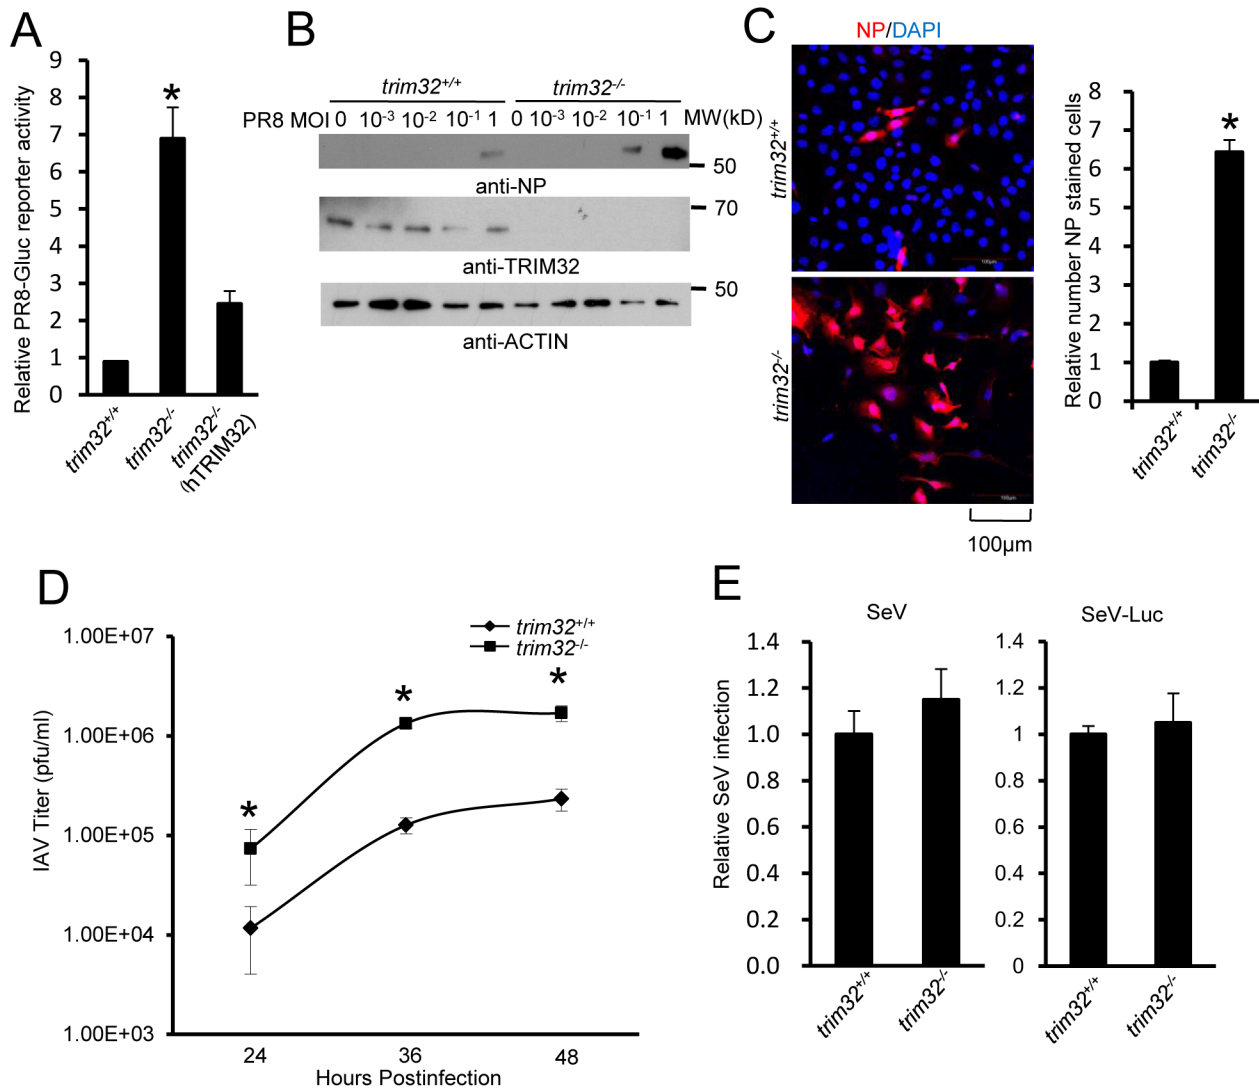 A
Relative PR8-Gluc reporter activity
9
8
7
6
5
4
3
2
1
0
*
trim32+/+
trim32-/-
trim32-/-
(hTRIM32)
B
trim32+/+ trim32-/-
PR8 MOI 0 10-3 10-2 10-1 1 0 10-3 10-2 10-1 1 MW(kD)
50
anti-NP
70
anti-TRIM32
50
anti-ACTIN
C
NP/DAPI
trim32+/+
100µm
trim32-/-
100µm
100µm
Relative number NP stained cells
8
7
6
5
4
3
2
1
0
*
trim32+/+
trim32-/-
D
IAV Titer (pfu/ml)
1.00E+07
1.00E+06
1.00E+05
1.00E+04
1.00E+03
trim32+/+
trim32-/-
*
*
*
24 36 48
Hours Postinfection
E
SeV
Relative SeV infection
1.4
1.2
1.0
0.8
0.6
0.4
0.2
0.0
trim32+/+
trim32-/-
SeV-Luc
1.4
1.2
1
0.8
0.6
0.4
0.2
0
trim32+/+
trim32-/-